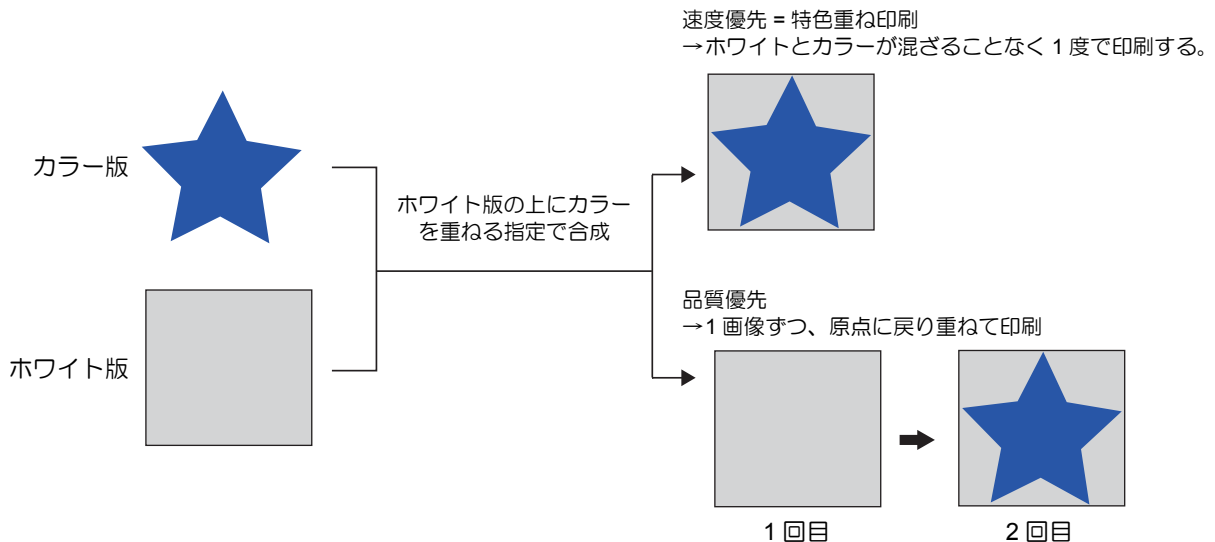 速度優先 = 特色重ね印刷
→ホワイトとカラーが混ざることなく 1 度で印刷する。
カラー版
ホワイト版の上にカラー
を重ねる指定で合成
品質優先
→1 画像ずつ、原点に戻り重ねて印刷
ホワイト版
1 回目
2 回目